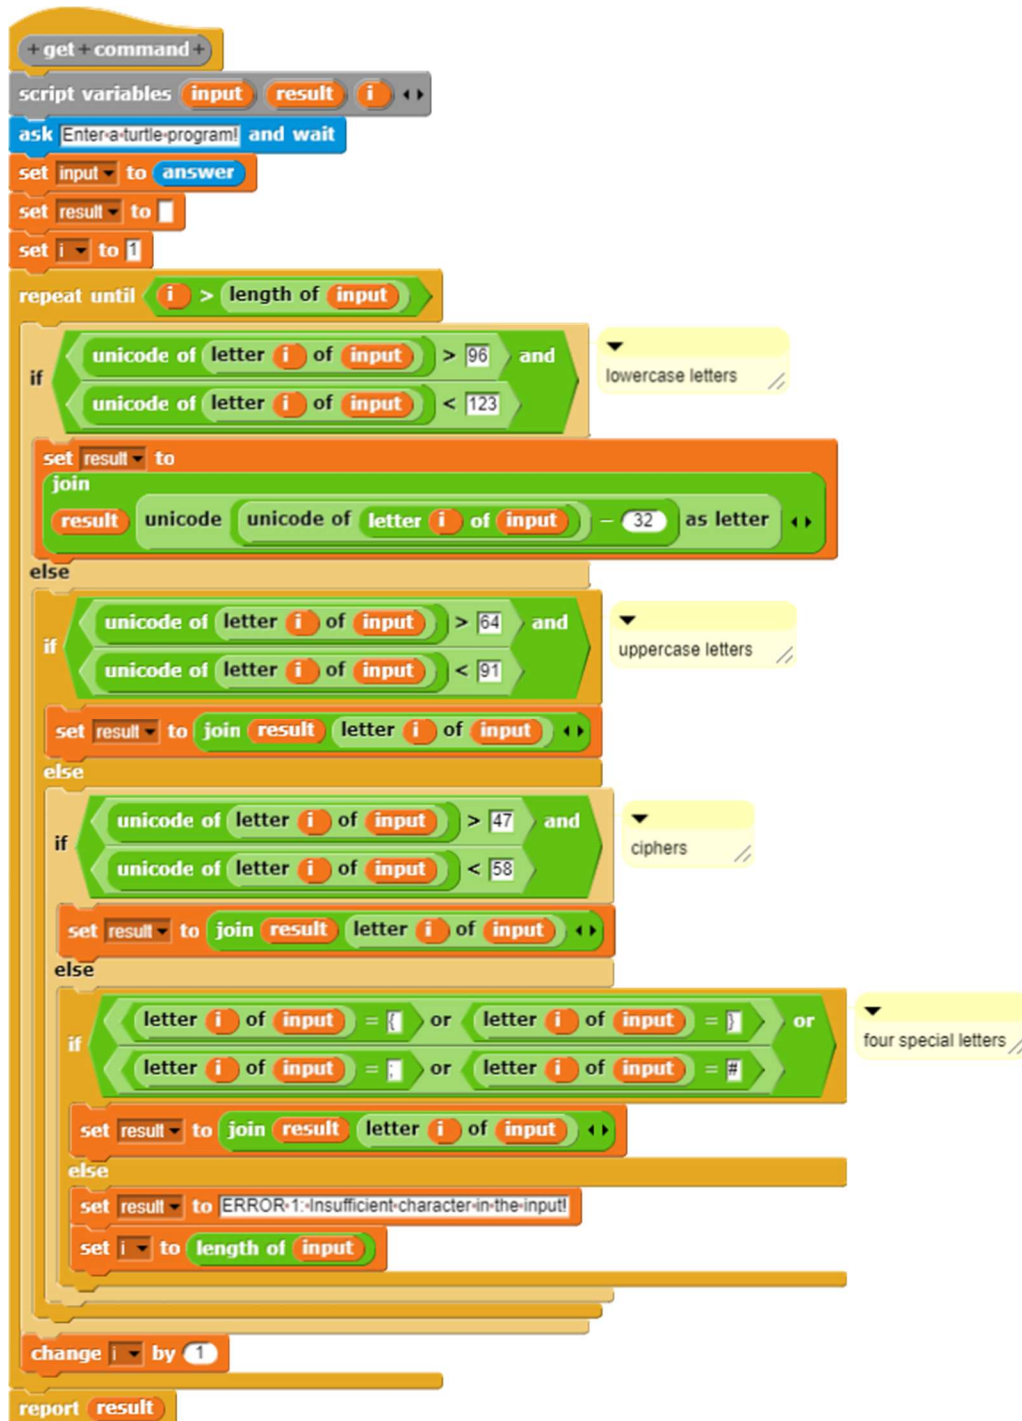 +get+command+
script variables input result i
ask Enter·a·turtle·program! and wait
set input to answer
set result to
set i to 1
repeat until i > length of input
if unicode of letter i of input > 96 and
unicode of letter i of input < 123
lowercase letters
set result to
join
result unicode unicode of letter i of input - 32 as letter
else
if unicode of letter i of input > 64 and
unicode of letter i of input < 91
uppercase letters
set result to join result letter i of input
else
if unicode of letter i of input > 47 and
unicode of letter i of input < 58
ciphers
set result to join result letter i of input
else
if letter i of input = { or letter i of input = } or
letter i of input = ; or letter i of input = #
four special letters
set result to join result letter i of input
else
set result to ERROR·1:·Insufficient·character·in·the·input!
set i to length of input
change i by 1
report result